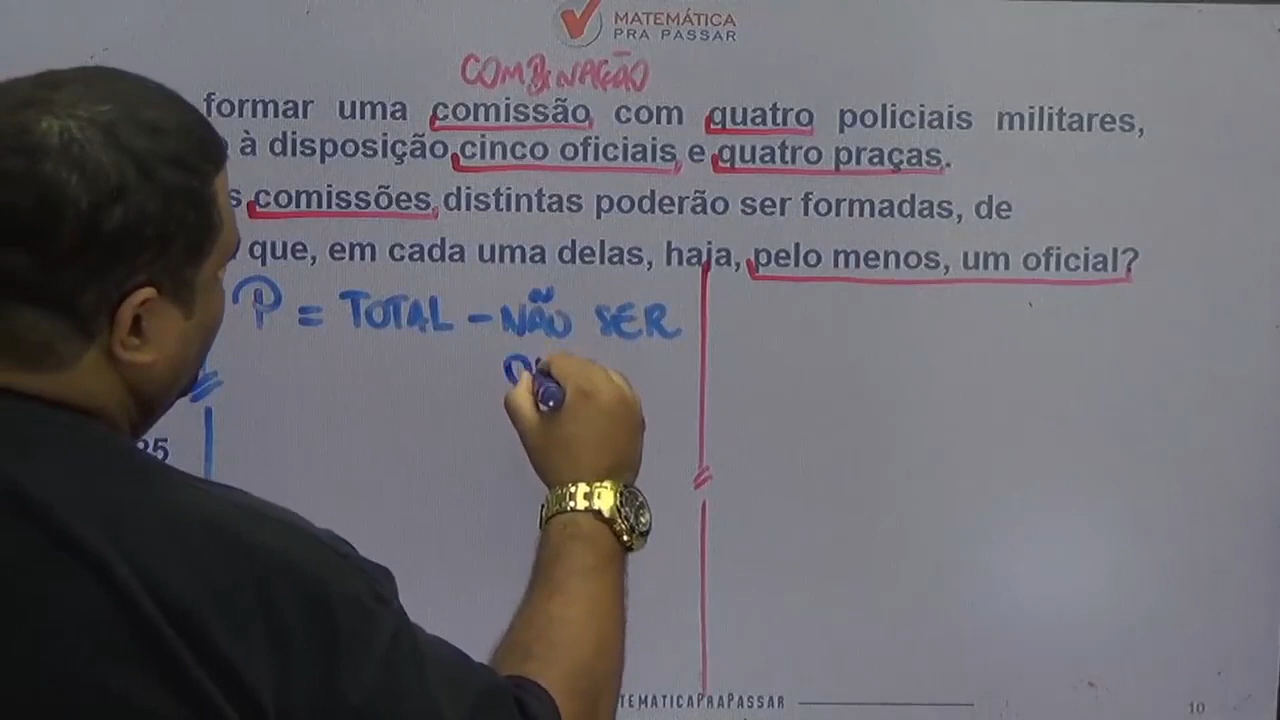 MATEMÁTICA
PRA PASSAR
COMBINAÇÃO
formar uma comissão com quatro policiais militares,
à disposição cinco oficiais e quatro praças.
s comissões distintas poderão ser formadas, de
que, em cada uma delas, haja, pelo menos, um oficial?
P = TOTAL - NÃO SER
35
TEMATICAPRAPASSAR
10